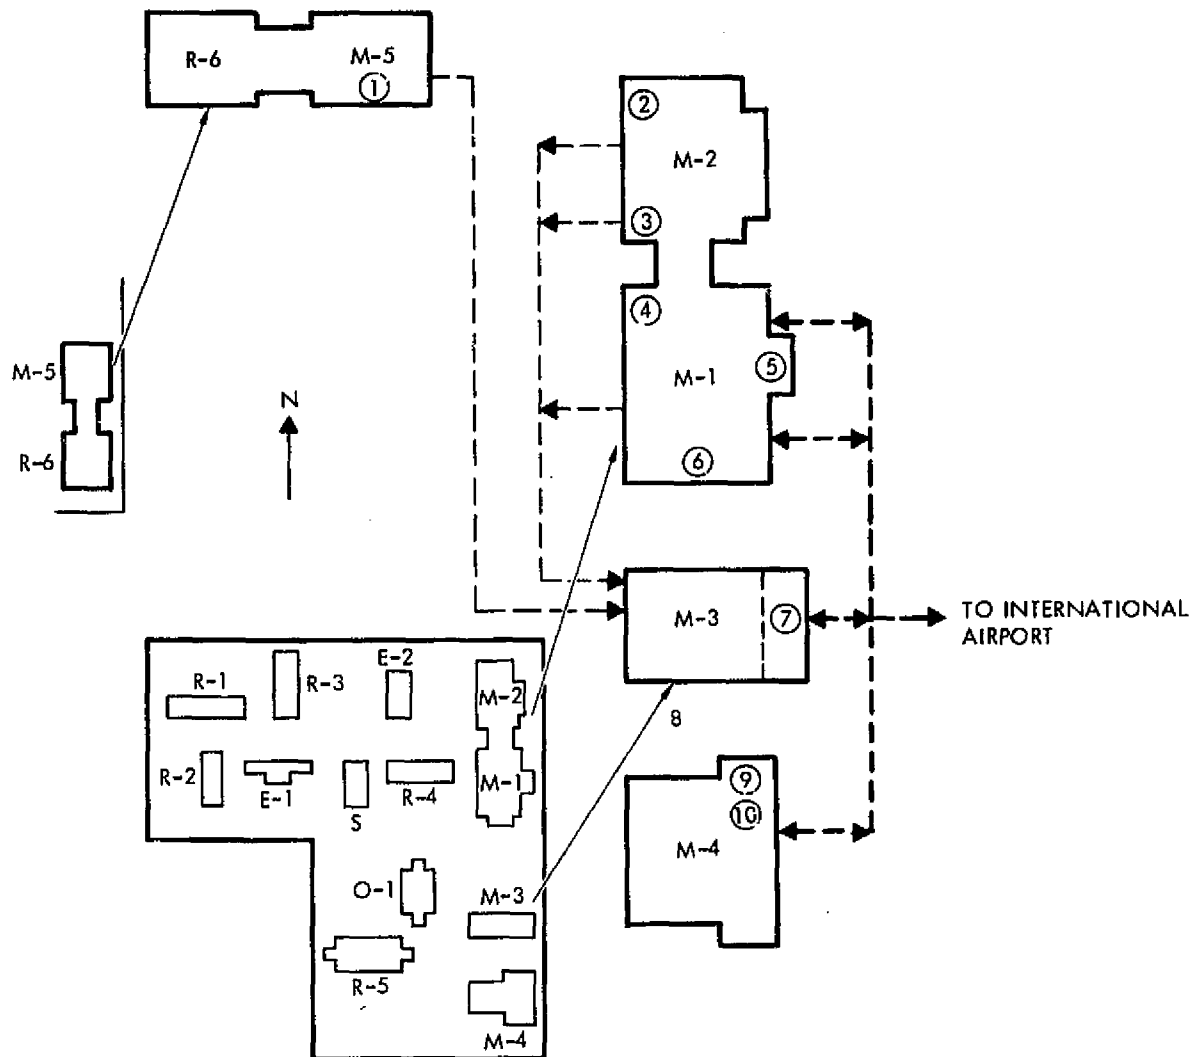 R-6
M-5
1
2
M-2
3
4
M-5
M-1
5
R-6
N
6
M-3
7
TO INTERNATIONAL
AIRPORT
8
R-1
R-3
E-2
M-2
R-2
E-1
S
R-4
M-1
9
10
M-4
O-1
M-3
R-5
M-4